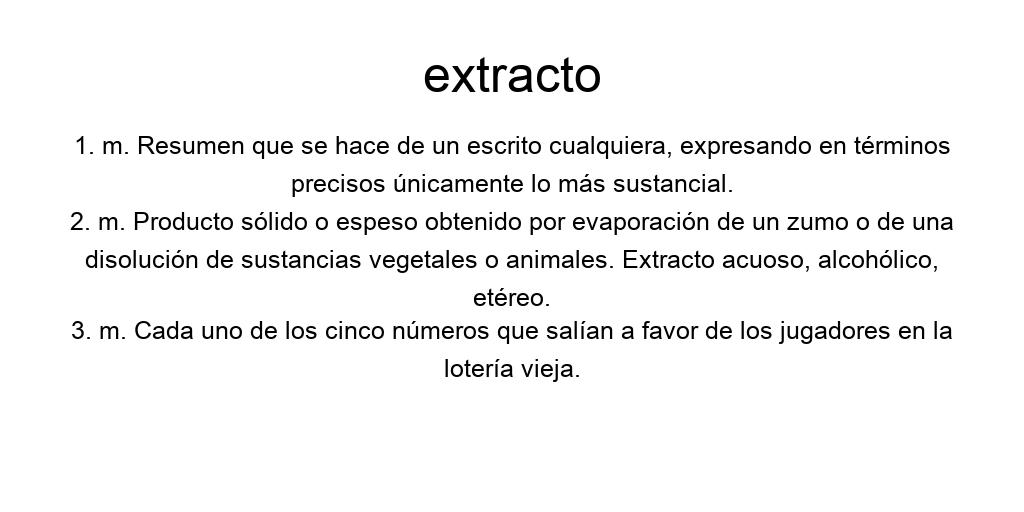 extracto
1. m. Resumen que se hace de un escrito cualquiera, expresando en términos
precisos únicamente lo más sustancial.
2. m. Producto sólido o espeso obtenido por evaporación de un zumo o de una
disolución de sustancias vegetales o animales. Extracto acuoso, alcohólico,
etéreo.
3. m. Cada uno de los cinco números que salían a favor de los jugadores en la
lotería vieja.